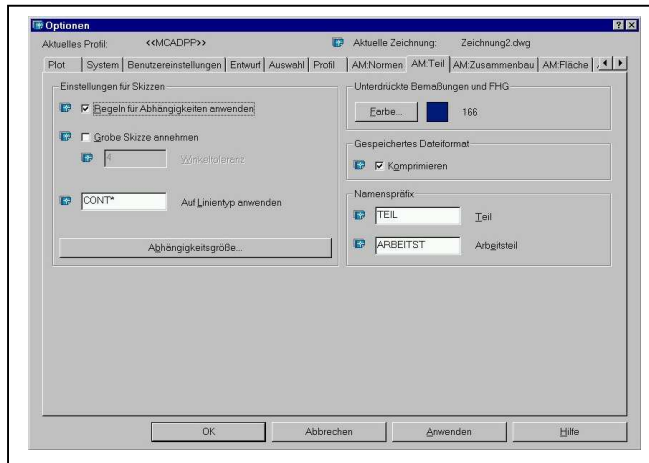 Optionen
Aktuelles Profil: <<MCADPP>> Aktuelle Zeichnung: Zeichnung2.dwg
Plot System Benutzereinstellungen Entwurf Auswahl Profil AM:Normen AM:Teil AM:Zusammenbau AM:Fläche
Einstellungen für Skizzen
Regeln für Abhängigkeiten anwenden
Grobe Skizze annehmen
4 Winkeltoleranz
CONT* Auf Linientyp anwenden
Abhängigkeitsgröße...
Unterdrückte Bemaßungen und FHG
Farbe... 166
Gespeichertes Dateiformat
Komprimieren
Namenspräfix
TEIL Teil
ARBEITST Arbeitsteil
OK Abbrechen Anwenden Hilfe